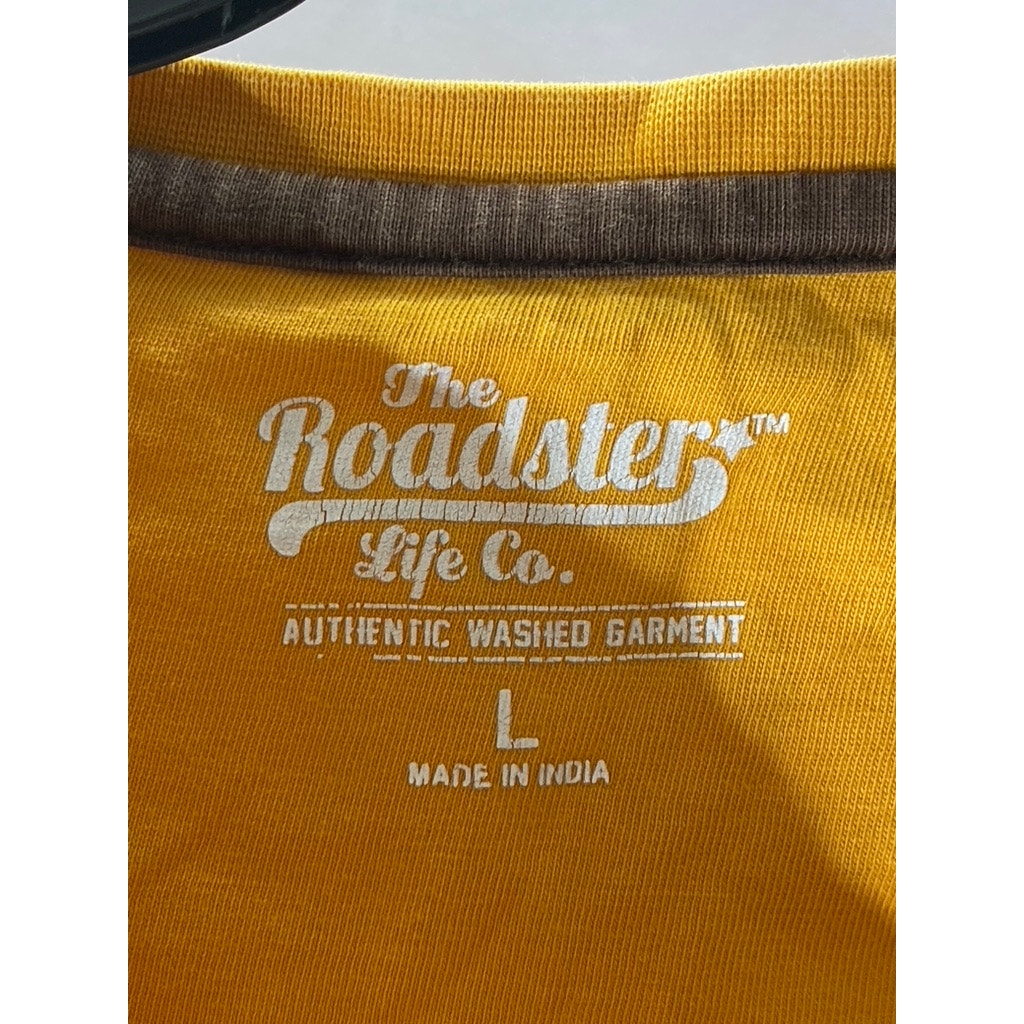 The
Roadster™
Life Co.
AUTHENTIC WASHED GARMENT
L
MADE IN INDIA